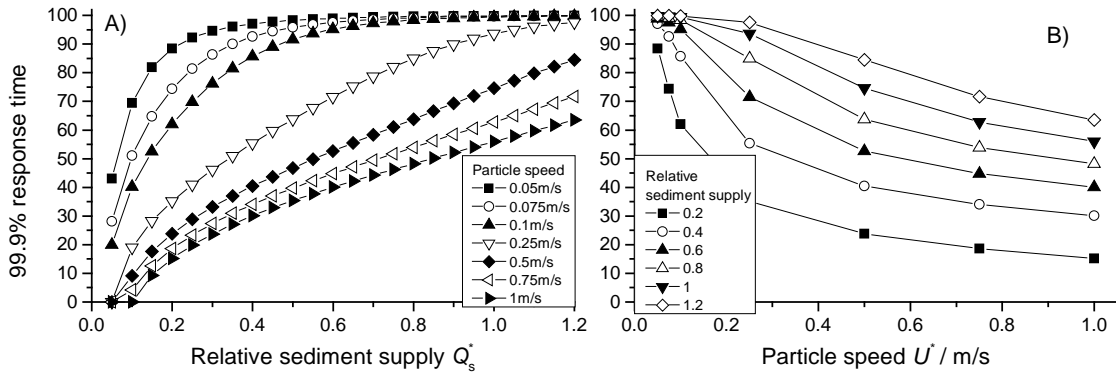 A)
B)
99.9% response time
100
90
80
70
60
50
40
30
20
10
0
0.0 0.2 0.4 0.6 0.8 1.0 1.2
Relative sediment supply Q*s
Particle speed
0.05m/s
0.075m/s
0.1m/s
0.25m/s
0.5m/s
0.75m/s
1m/s
100
90
80
70
60
50
40
30
20
10
0
0.0 0.2 0.4 0.6 0.8 1.0
Particle speed U* / m/s
Relative
sediment supply
0.2
0.4
0.6
0.8
1
1.2